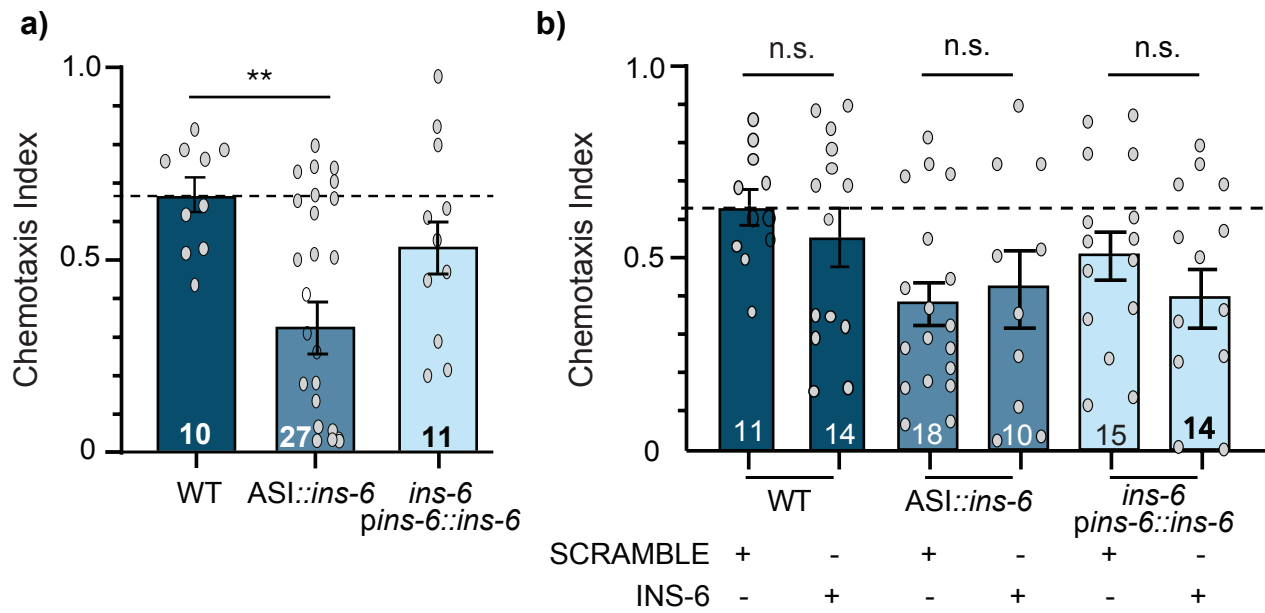 a)
**
1.0
0.5
0
Chemotaxis Index
10
27
11
WT
ASI::ins-6
ins-6
pins-6::ins-6
b)
n.s.
n.s.
n.s.
1.0
0.5
0
Chemotaxis Index
11
14
18
10
15
14
WT
ASI::ins-6
ins-6
pins-6::ins-6
SCRAMBLE + - + - + -
INS-6 - + - + - +